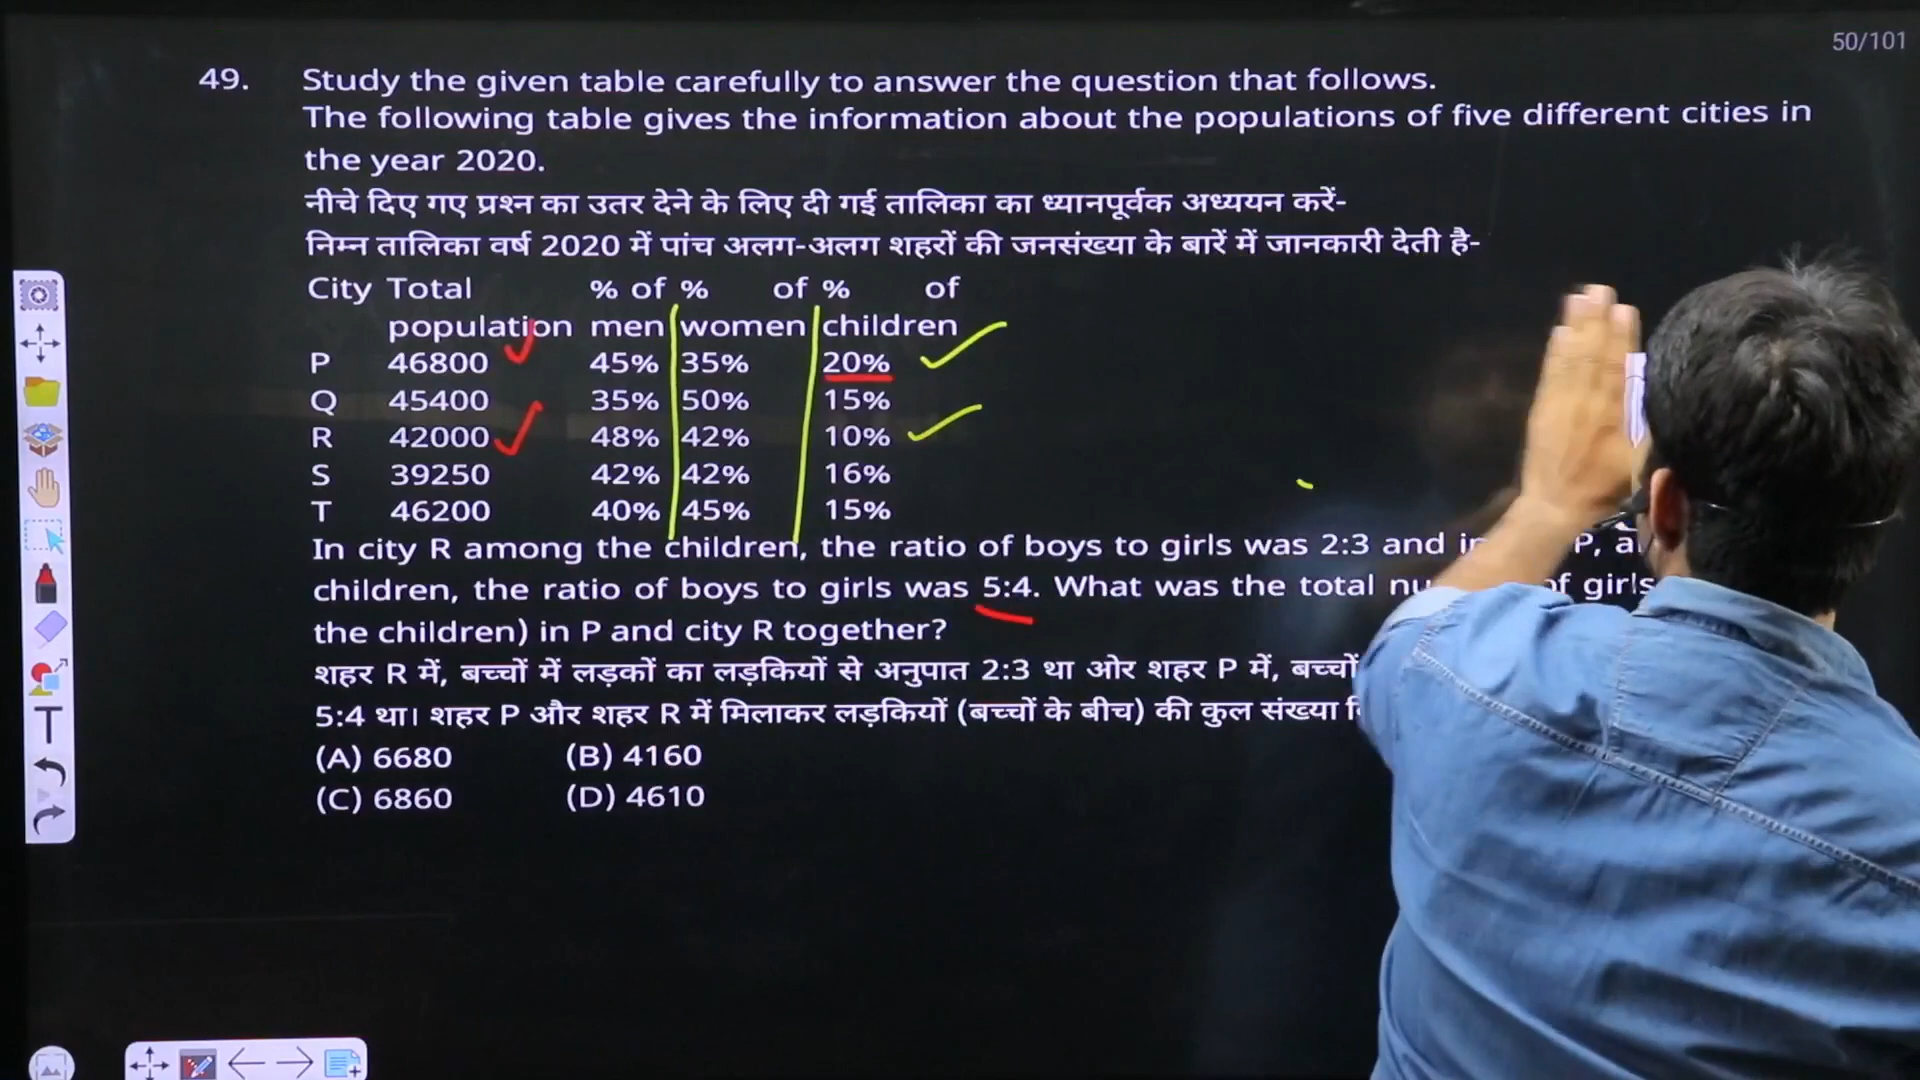 50/101
49. Study the given table carefully to answer the question that follows.
The following table gives the information about the populations of five different cities in
the year 2020.
नीचे दिए गए प्रश्न का उतर देने के लिए दी गई तालिका का ध्यानपूर्वक अध्ययन करें-
निम्न तालिका वर्ष 2020 में पांच अलग-अलग शहरों की जनसंख्या के बारें में जानकारी देती है-
City Total % of % of % of
population men women children
P 46800 45% 35% 20%
Q 45400 35% 50% 15%
R 42000 48% 42% 10%
S 39250 42% 42% 16%
T 46200 40% 45% 15%
In city R among the children, the ratio of boys to girls was 2:3 and P,
children, the ratio of boys to girls was 5:4. What was the total of girls
the children) in P and city R together?
शहर R में, बच्चों में लड़कों का लड़कियों से अनुपात 2:3 था ओर शहर P में, बच्चों
5:4 था। शहर P और शहर R में मिलाकर लड़कियों (बच्चों के बीच) की कुल संख्या
(A) 6680 (B) 4160
(C) 6860 (D) 4610
T